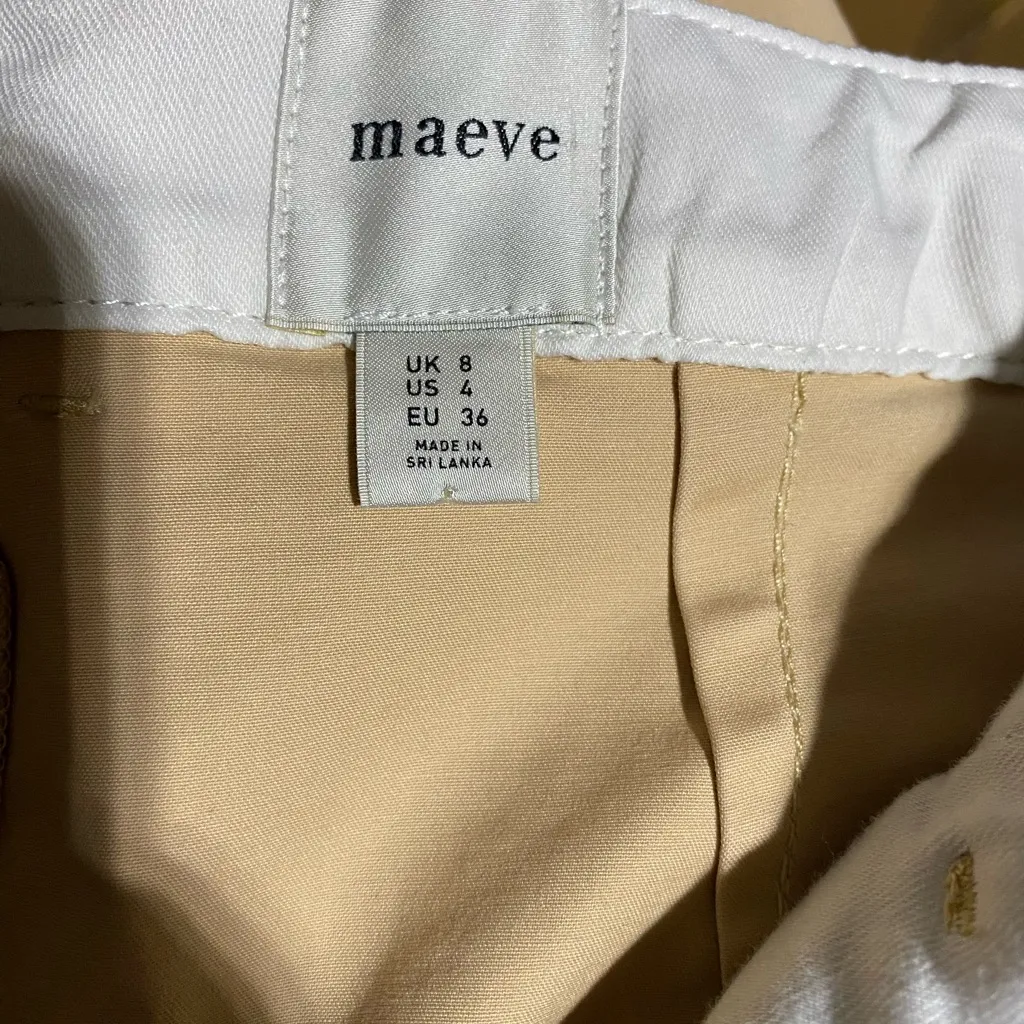 maeve
UK 8
US 4
EU 36
MADE IN
SRI LANKA